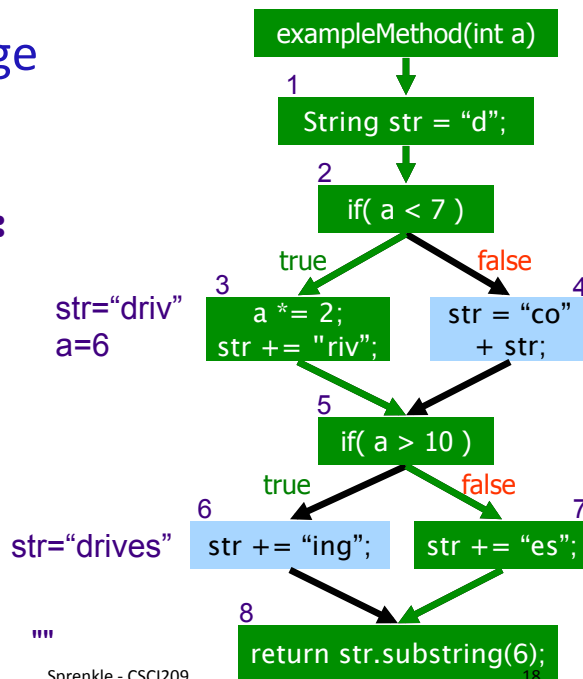 ge
:
exampleMethod(int a)
1
String str = “d”;
2
if( a < 7 )
true
false
3
4
str=“driv”
a=6
a *= 2;
str += "riv";
str = “co”
+ str;
5
if( a > 10 )
true
false
6
7
str=“drives”
str += “ing”;
str += “es”;
8
""
return str.substring(6);
Sprenkle - CSCI209
18